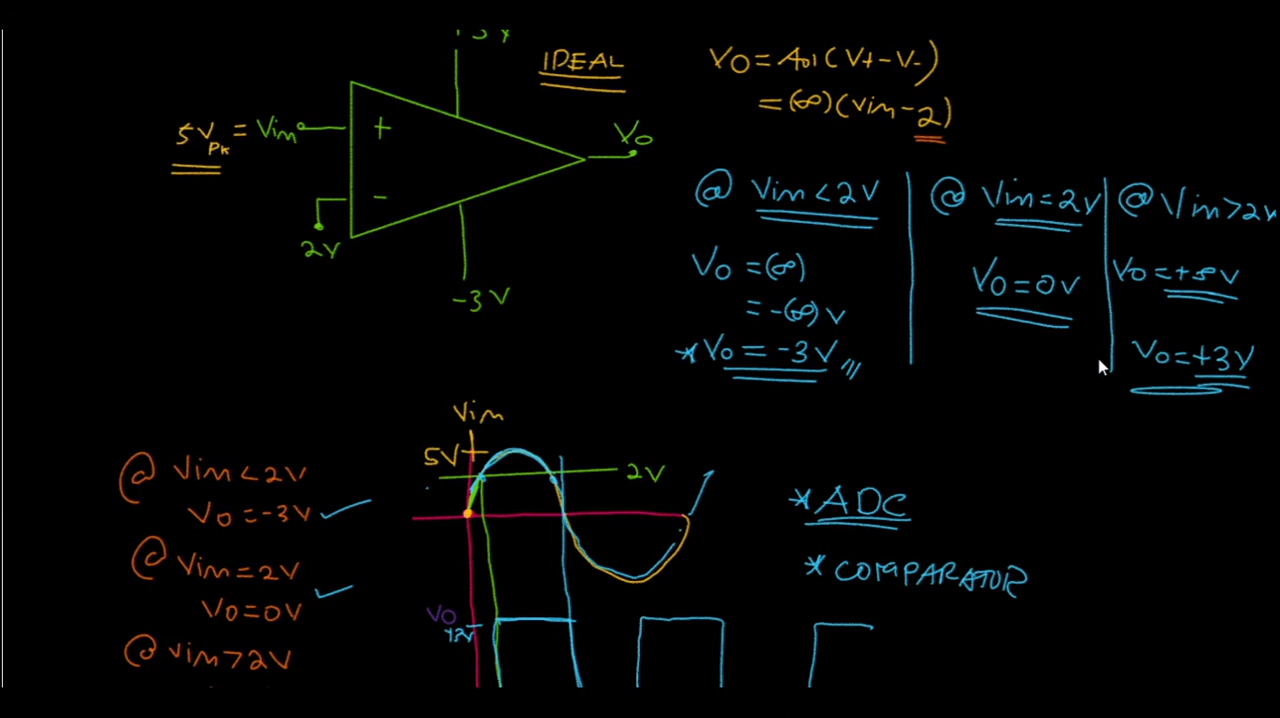 IDEAL
+
-
5V PK = Vin
2V
-3V
Vo
Vo = Aol (V+ - V-)
= (∞)(Vin - 2)
@ Vin < 2V
Vo = (∞)
= -(∞) V
* Vo = -3V
@ Vin = 2V
Vo = 0V
@ Vin > 2V
Vo = +∞ V
Vo = +3V
Vin
5V
2V
@ Vin < 2V
Vo = -3V
@ Vin = 2V
Vo = 0V
@ Vin > 2V
* ADC
* COMPARATOR
Vo